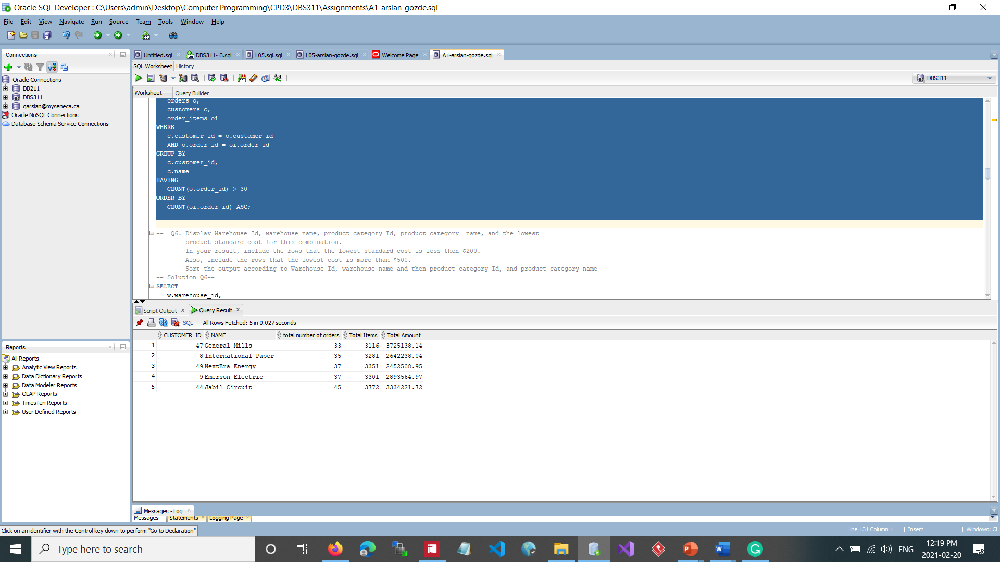 Oracle SQL Developer : C:\Users\admin\Desktop\Computer Programming\CPD3\DBS311\Assignments\A1-arslan-gozde.sql
File Edit View Navigate Run Source Team Tools Window Help
Connections
Oracle Connections
DB211
DBS311
garslan@myseneca.ca
Oracle NoSQL Connections
Database Schema Service Connections
Reports
All Reports
Analytic View Reports
Data Dictionary Reports
Data Modeler Reports
OLAP Reports
TimesTen Reports
User Defined Reports
Untitled.sql DBS311~3.sql L05.sql.sql L05-arslan-gozde.sql Welcome Page A1-arslan-gozde.sql
SQL Worksheet History
DBS311
Worksheet Query Builder
orders o,
customers c,
order_items oi
WHERE
c.customer_id = o.customer_id
AND o.order_id = oi.order_id
GROUP BY
c.customer_id,
c.name
HAVING
COUNT(o.order_id) > 30
ORDER BY
COUNT(oi.order_id) ASC;
-- Q6. Display Warehouse Id, warehouse name, product category Id, product category name, and the lowest
-- product standard cost for this combination.
-- In your result, include the rows that the lowest standard cost is less then $200.
-- Also, include the rows that the lowest cost is more than $500.
-- Sort the output according to Warehouse Id, warehouse name and then product category Id, and product category name
-- Solution Q6--
SELECT
w.warehouse_id,
Script Output Query Result
SQL All Rows Fetched: 5 in 0.027 seconds
CUSTOMER_ID NAME total number of orders Total Items Total Amount
1 47 General Mills 33 3116 3725138.14
2 8 International Paper 35 3281 2642238.04
3 49 NextEra Energy 37 3351 2452508.95
4 9 Emerson Electric 37 3301 2893564.97
5 44 Jabil Circuit 45 3772 3334221.72
Messages - Log
Messages Statements Logging Page
Click on an identifier with the Control key down to perform "Go to Declaration"
Line 131 Column 1 Insert Windows: CF
Type here to search
ENG
12:19 PM
2021-02-20